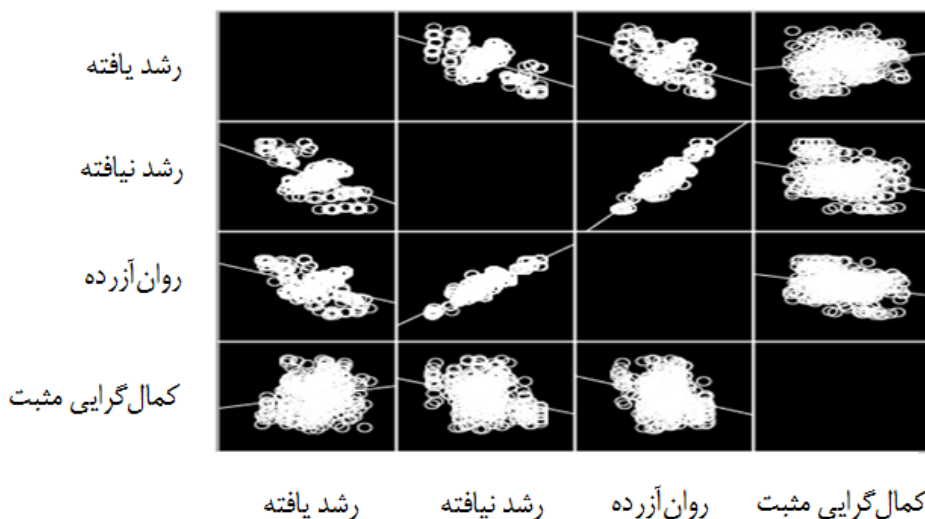 رشد یافته
رشد نیافته
روان‌آزرده
کمال‌گرایی مثبت
رشد یافته رشد نیافته روان‌آزرده کمال‌گرایی مثبت